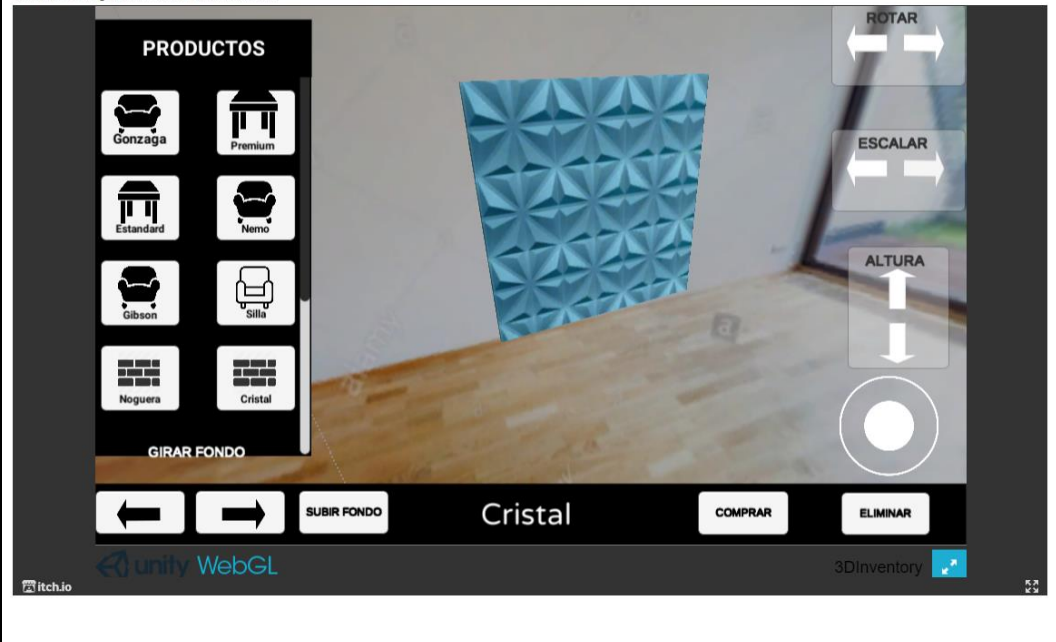 PRODUCTOS
Gonzaga
Premium
Estandard
Nemo
Gibson
Silla
Noguera
Cristal
GIRAR FONDO
ROTAR
ESCALAR
ALTURA
a
SUBIR FONDO
Cristal
COMPRAR
ELIMINAR
unity WebGL
3DInventory
itch.io